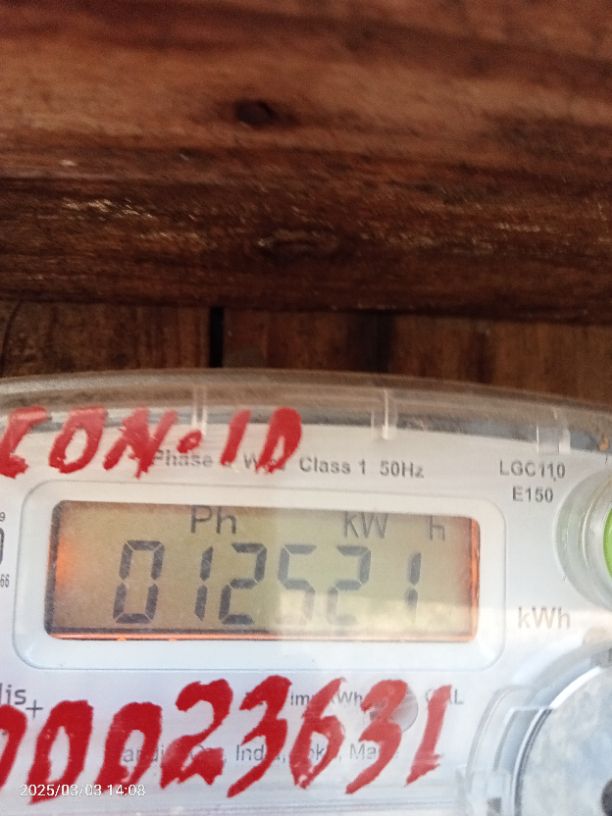 CON.ID
Phase
Class 1 50Hz
LGC110
E150
Ph kW h
012521
kWh
00023631
2025/03/03 14:08